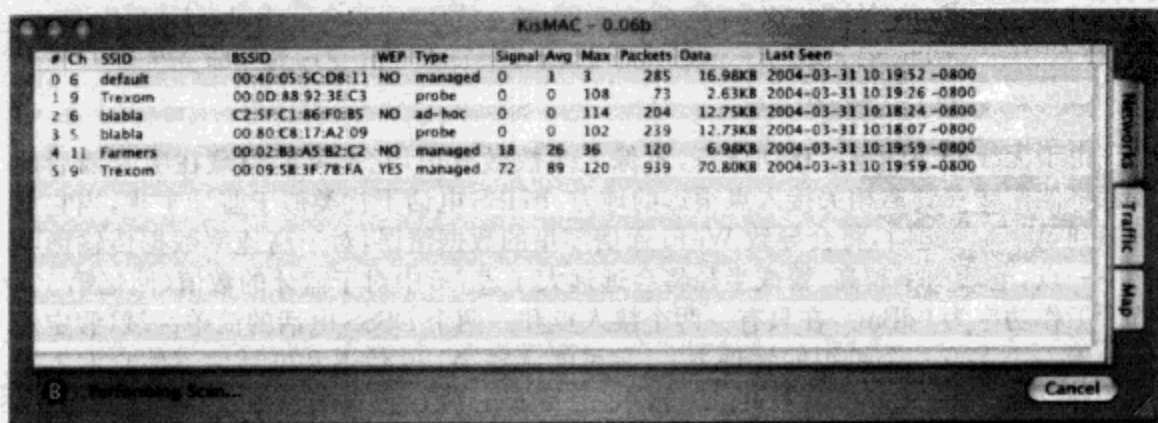 KisMAC - 0.06b
# Ch SSID BSSID WEP Type Signal Avg Max Packets Data Last Seen
0 6 default 00:40:05:5C:D8:11 NO managed 0 1 3 285 16.98KB 2004-03-31 10:19:52 -0800
1 9 Trexom 00:0D:88:92:3E:C3 probe 0 0 108 73 2.63KB 2004-03-31 10:19:26 -0800
2 6 blabla C2:5F:C1:86:F0:85 NO ad-hoc 0 0 114 204 12.75KB 2004-03-31 10:18:24 -0800
3 5 blabla 00:80:C8:17:A2:09 probe 0 0 102 239 12.73KB 2004-03-31 10:18:07 -0800
4 11 Farmers 00:02:B3:A5:B2:C2 NO managed 18 26 36 120 6.98KB 2004-03-31 10:19:59 -0800
5 9 Trexom 00:09:58:3F:78:FA YES managed 72 89 120 939 70.80KB 2004-03-31 10:19:59 -0800
Networks
Traffic
Map
B Performing Scan...
Cancel